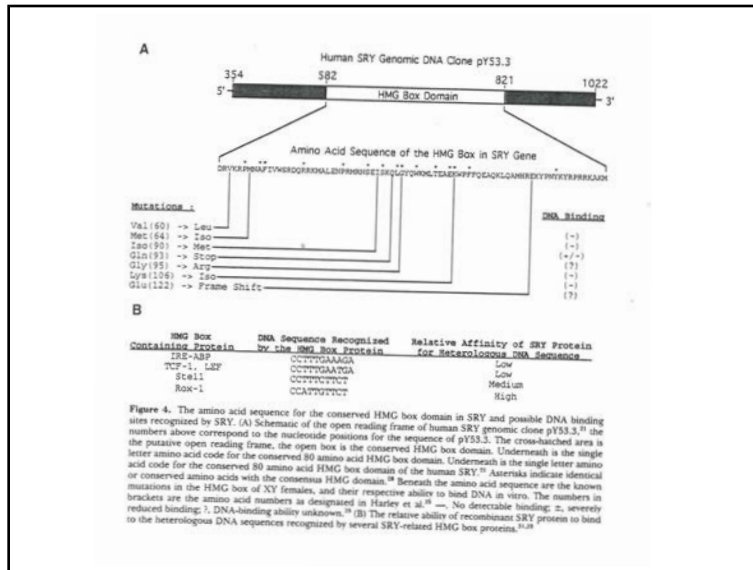 A
Human SRY Genomic DNA Clone pY53.3
354 582 821 1022
5' HMG Box Domain 3'
Amino Acid Sequence of the HMG Box in SRY Gene
Mutations : DNA Binding
Val(60) -> Leu (-)
Met(64) -> Iso (-)
Iso(90) -> Met (+/-)
Gln(93) -> Stop (?)
Gly(95) -> Arg (-)
Lys(106) -> Iso (-)
Glu(122) -> Frame Shift (?)
B
HMG Box DNA Sequence Recognized Relative Affinity of SRY Protein
Containing Protein by the HMG Box Protein for Heterologous DNA Sequence
IRE-ABP CCTTTGAAAGA Low
TCF-1, LEF CCTTTGAATGA Low
Ste11 CCTTTCTTCT Medium
Rox-1 CCATTGTTCT High
Figure 4. The amino acid sequence for the conserved HMG box domain in SRY and possible DNA binding
sites recognized by SRY. (A) Schematic of the open reading frame of human SRY genomic clone pY53.3, the
numbers above correspond to the nucleotide positions for the sequence of pY53.3. The cross-hatched area is
the putative open reading frame, the open box is the conserved HMG box domain. Underneath is the single
letter amino acid code for the conserved 80 amino acid HMG box domain. Underneath is the single letter amino
acid code for the conserved 80 amino acid HMG box domain of the human SRY. Asterisks indicate identical
or conserved amino acids with the consensus HMG domain. Beneath the amino acid sequence are the known
mutations in the HMG box of XY females, and their respective ability to bind DNA in vitro. The numbers in
brackets are the amino acid numbers as designated in Harley et al. —, No detectable binding; ±, severely
reduced binding; ?, DNA-binding ability unknown. (B) The relative ability of recombinant SRY protein to bind
to the heterologous DNA sequences recognized by several SRY-related HMG box proteins.